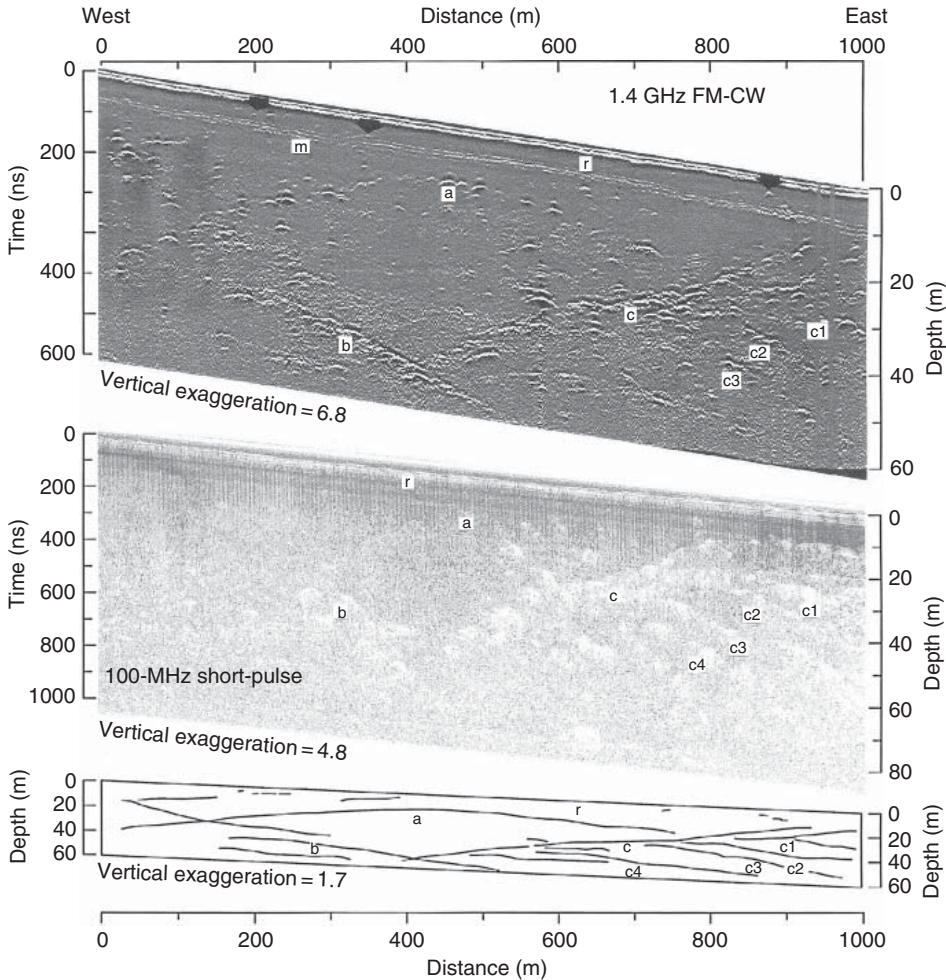 West
Distance (m)
East
0 200 400 600 800 1000
1.4 GHz FM-CW
Time (ns)
0
200
400
600
m
r
a
b
c
c1
c2
c3
0
20
40
60
Depth (m)
Vertical exaggeration = 6.8
Time (ns)
0
200
400
600
800
1000
r
a
b
c
c2
c1
c3
c4
100-MHz short-pulse
0
20
40
60
80
Depth (m)
Vertical exaggeration = 4.8
Depth (m)
0
20
40
60
r
a
b
c
c1
c4
c3
c2
0
20
40
60
Depth (m)
Vertical exaggeration = 1.7
0 200 400 600 800 1000
Distance (m)